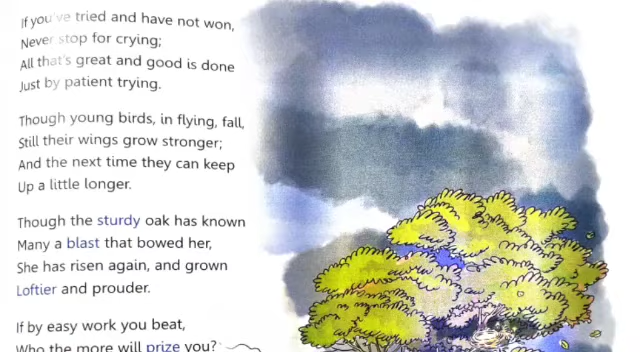 If you've tried and have not won,
Never stop for crying;
All that's great and good is done
Just by patient trying.
Though young birds, in flying, fall,
Still their wings grow stronger;
And the next time they can keep
Up a little longer.
Though the sturdy oak has known
Many a blast that bowed her,
She has risen again, and grown
Loftier and prouder.
If by easy work you beat,
Who the more will prize you?